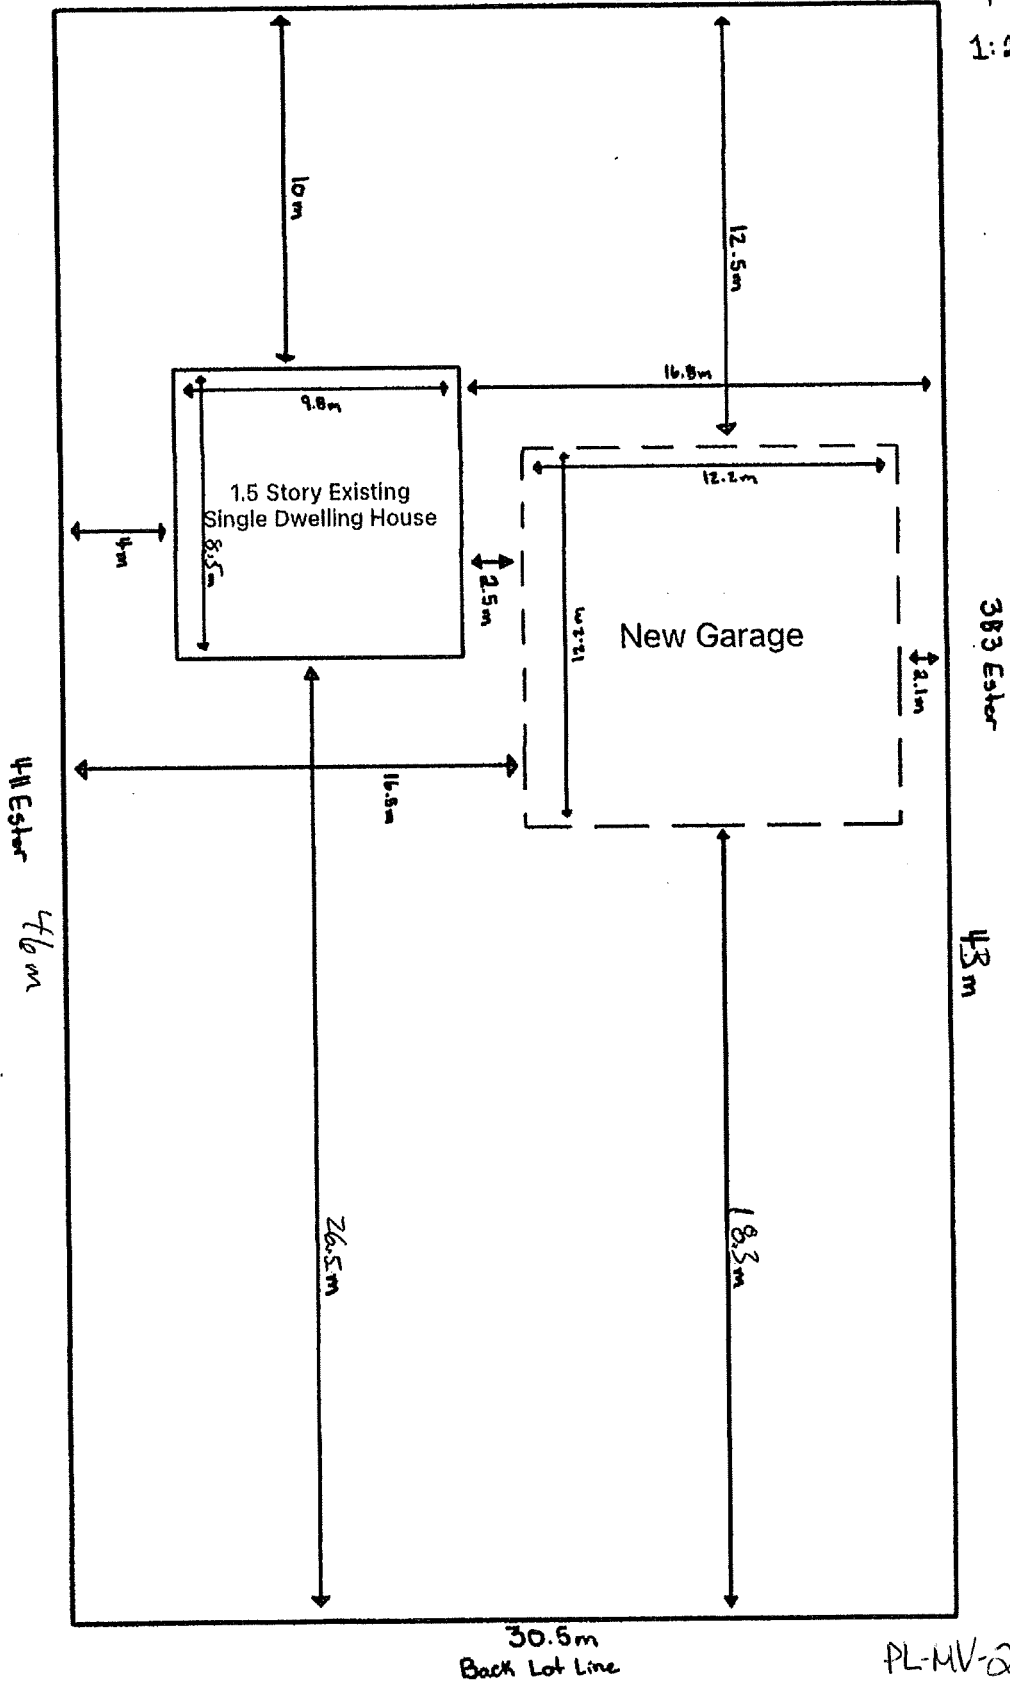 1:
10m
12.5m
16.8m
9.8m
12.2m
1.5 Story Existing
Single Dwelling House
8.5m
4m
2.5m
12.2m
New Garage
2.1m
383 Ester
16.5m
411 Ester
46m
43m
26.5m
18.3m
30.5m
Back Lot Line
PL-MV-2